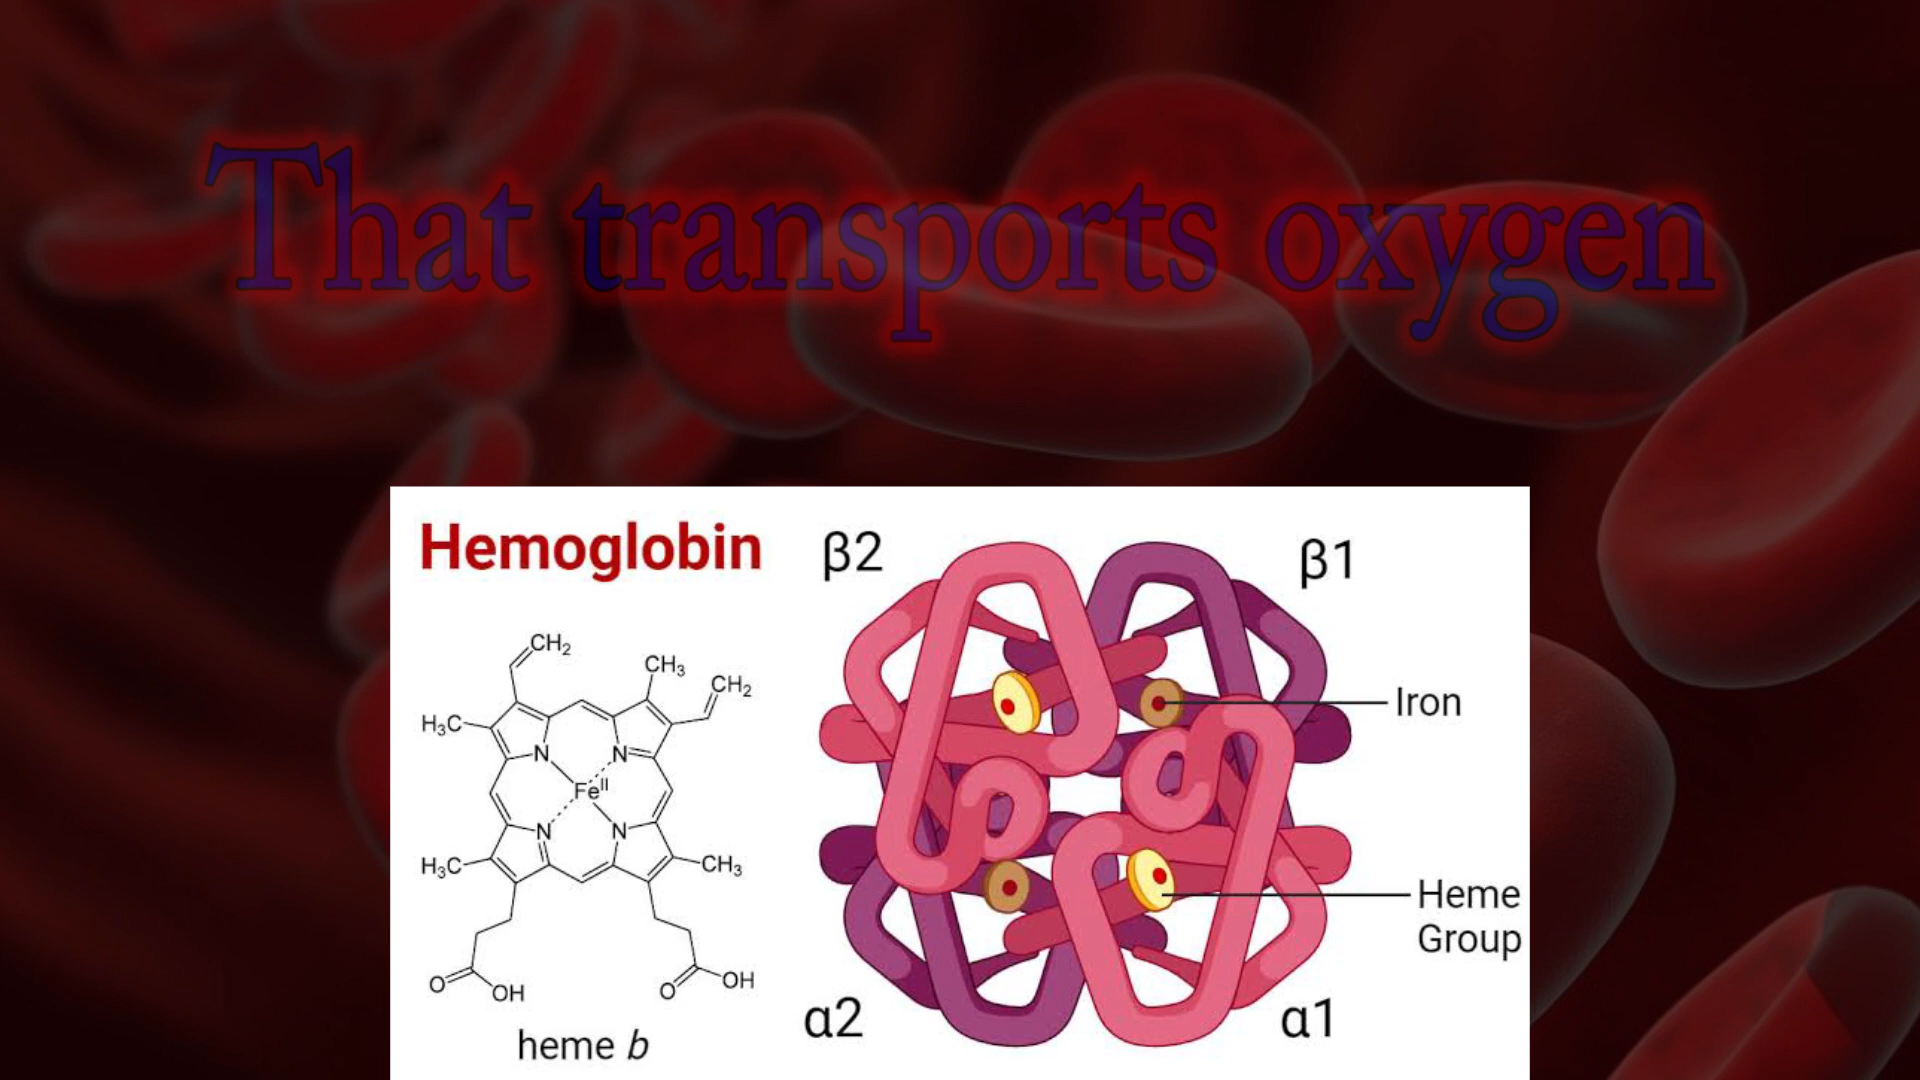 That transports oxygen
Hemoglobin
β2
β1
CH₂
CH₃
CH₂
H₃C
N
N
Iron
Feᴵᴵ
N
N
H₃C
CH₃
Heme
Group
O
OH
O
OH
α2
α1
heme b